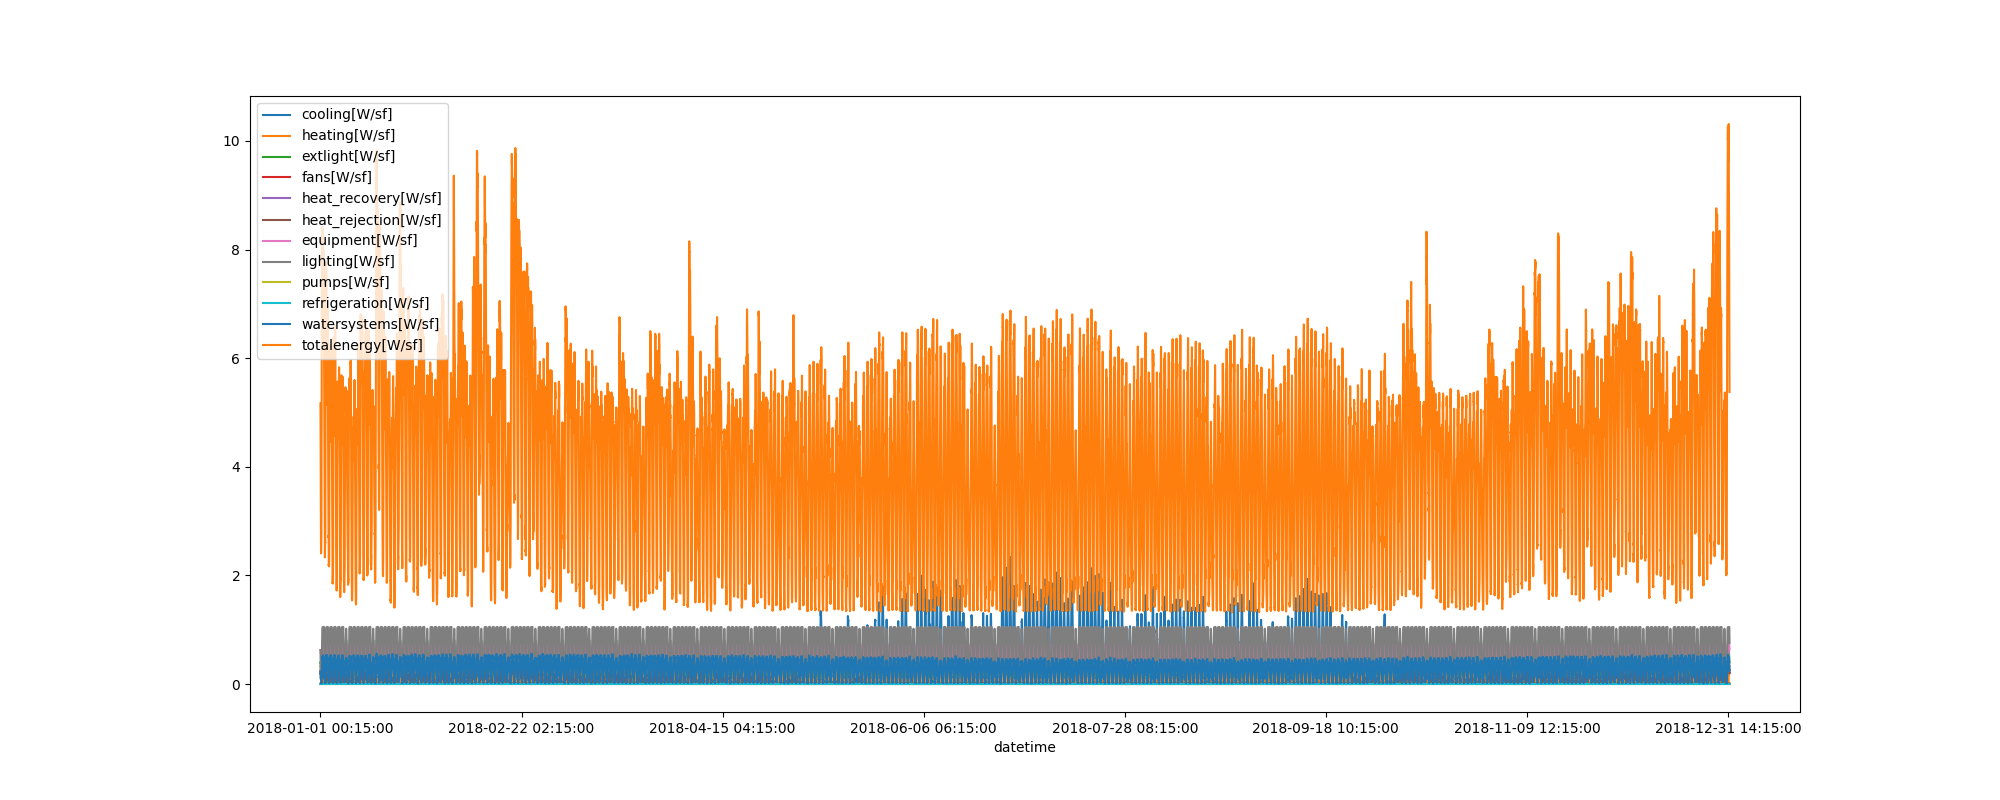 cooling[W/sf]
heating[W/sf]
extlight[W/sf]
fans[W/sf]
heat_recovery[W/sf]
heat_rejection[W/sf]
equipment[W/sf]
lighting[W/sf]
pumps[W/sf]
refrigeration[W/sf]
watersystems[W/sf]
totalenergy[W/sf]
10
8
6
4
2
0
2018-01-01 00:15:00 2018-02-22 02:15:00 2018-04-15 04:15:00 2018-06-06 06:15:00 2018-07-28 08:15:00 2018-09-18 10:15:00 2018-11-09 12:15:00 2018-12-31 14:15:00
datetime